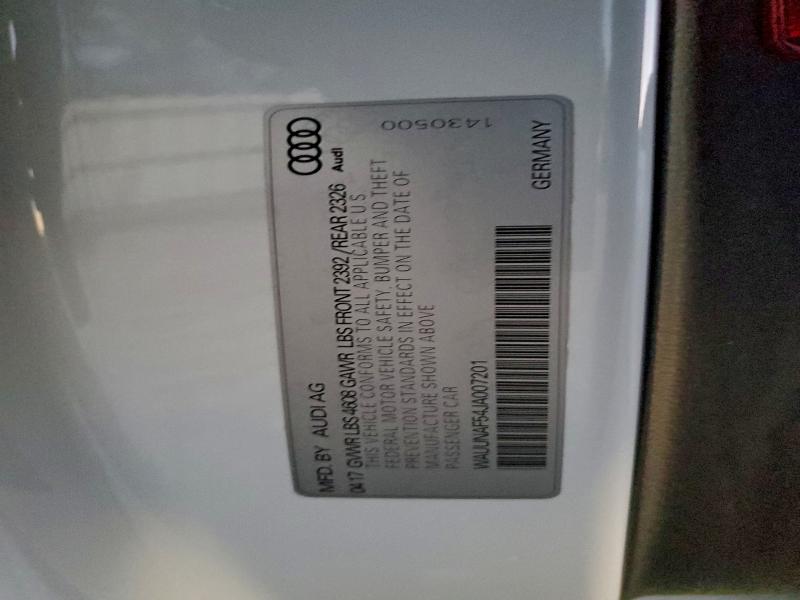 MFD. BY AUDI AG
Audi
0417 GVWR LBS 4608 GAWR LBS FRONT 2392 / REAR 2326
THIS VEHICLE CONFORMS TO ALL APPLICABLE U S
FEDERAL MOTOR VEHICLE SAFETY, BUMPER AND THEFT
PREVENTION STANDARDS IN EFFECT ON THE DATE OF
MANUFACTURE SHOWN ABOVE
PASSENGER CAR
1430500
WAUUNAF54JA007201
GERMANY